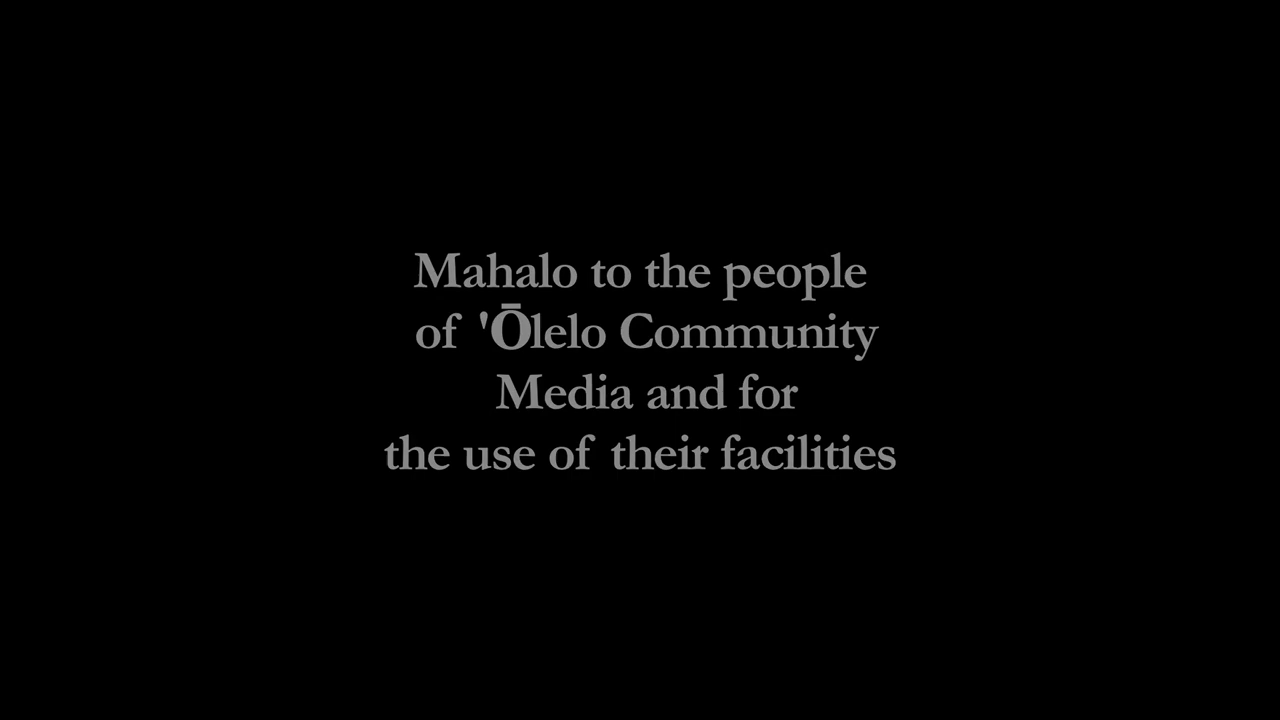 Mahalo to the people
of 'Ōlelo Community
Media and for
the use of their facilities